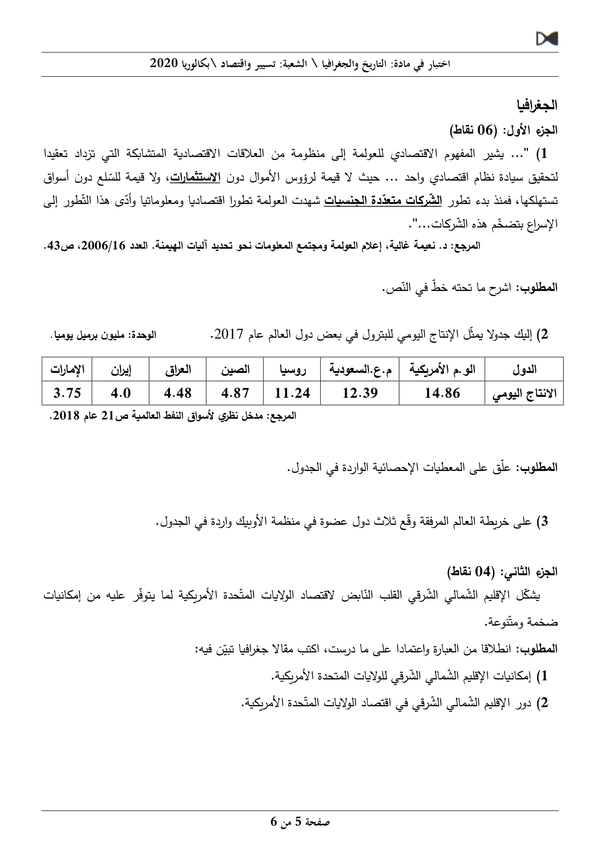 اختبار في مادة: التاريخ والجغرافيا \ الشعبة: تسيير واقتصاد \بكالوريا 2020
الجغرافيا
الجزء الأول: (06 نقاط)
1) "... يشير المفهوم الاقتصادي للعولمة إلى منظومة من العلاقات الاقتصادية المتشابكة التي تزداد تعقيدا
لتحقيق سيادة نظام اقتصادي واحد ... حيث لا قيمة لرؤوس الأموال دون الاستثمارات، ولا قيمة للسّلع دون أسواق
تستهلكها، فمنذ بدء تطور الشّركات متعدّدة الجنسيات شهدت العولمة تطورا اقتصاديا ومعلوماتيا وأدّى هذا التّطور إلى
الإسراع بتضخّم هذه الشّركات...".
المرجع: د. نعيمة غالية، إعلام العولمة ومجتمع المعلومات نحو تحديد آليات الهيمنة. العدد 2006/16، ص43.
المطلوب: اشرح ما تحته خطّ في النّص.
2) إليك جدولا يمثّل الإنتاج اليومي للبترول في بعض دول العالم عام 2017. الوحدة: مليون برميل يوميا.
الدول الو.م الأمريكية م.ع.السعودية روسيا الصين العراق إيران الإمارات
الانتاج اليومي 14.86 12.39 11.24 4.87 4.48 4.0 3.75
المرجع: مدخل نظري لأسواق النفط العالمية ص21 عام 2018.
المطلوب: علّق على المعطيات الإحصائية الواردة في الجدول.
3) على خريطة العالم المرفقة وقّع ثلاث دول عضوة في منظمة الأوبيك واردة في الجدول.
الجزء الثاني: (04 نقاط)
يشكّل الإقليم الشّمالي الشّرقي القلب النّابض لاقتصاد الولايات المتّحدة الأمريكية لما يتوفّر عليه من إمكانيات
ضخمة ومتّنوعة.
المطلوب: انطلاقا من العبارة واعتمادا على ما درست، اكتب مقالا جغرافيا تبيّن فيه:
1) إمكانيات الإقليم الشّمالي الشّرقي للولايات المتحدة الأمريكية.
2) دور الإقليم الشّمالي الشّرقي في اقتصاد الولايات المتّحدة الأمريكية.
صفحة 5 من 6